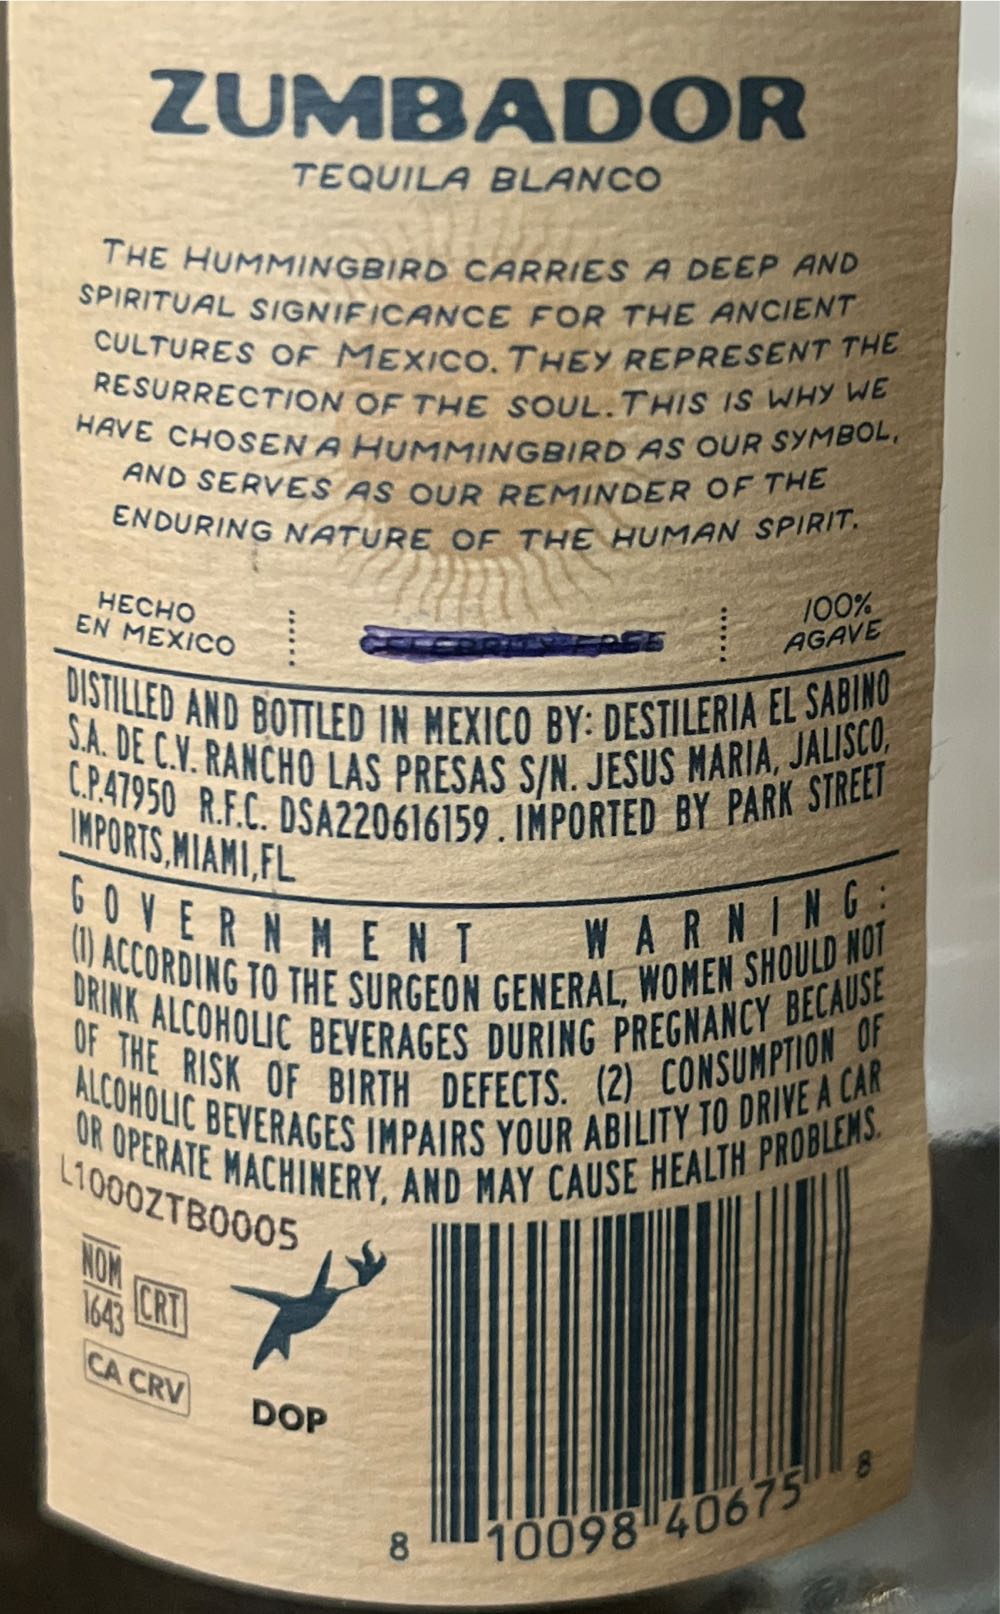 ZUMBADOR
TEQUILA BLANCO
THE HUMMINGBIRD CARRIES A DEEP AND
SPIRITUAL SIGNIFICANCE FOR THE ANCIENT
CULTURES OF MEXICO. THEY REPRESENT THE
RESURRECTION OF THE SOUL. THIS IS WHY WE
HAVE CHOSEN A HUMMINGBIRD AS OUR SYMBOL,
AND SERVES AS OUR REMINDER OF THE
ENDURING NATURE OF THE HUMAN SPIRIT.
HECHO
EN MEXICO
CELEBRITY FREE
100%
AGAVE
DISTILLED AND BOTTLED IN MEXICO BY: DESTILERIA EL SABINO
S.A. DE C.V. RANCHO LAS PRESAS S/N. JESUS MARIA, JALISCO,
C.P.47950 R.F.C. DSA220616159. IMPORTED BY PARK STREET
IMPORTS,MIAMI,FL
GOVERNMENT WARNING:
(1) ACCORDING TO THE SURGEON GENERAL, WOMEN SHOULD NOT
DRINK ALCOHOLIC BEVERAGES DURING PREGNANCY BECAUSE
OF THE RISK OF BIRTH DEFECTS. (2) CONSUMPTION OF
ALCOHOLIC BEVERAGES IMPAIRS YOUR ABILITY TO DRIVE A CAR
OR OPERATE MACHINERY, AND MAY CAUSE HEALTH PROBLEMS.
L1000ZTB0005
NOM
1643
CRT
CA CRV
DOP
8 10098 40675 8